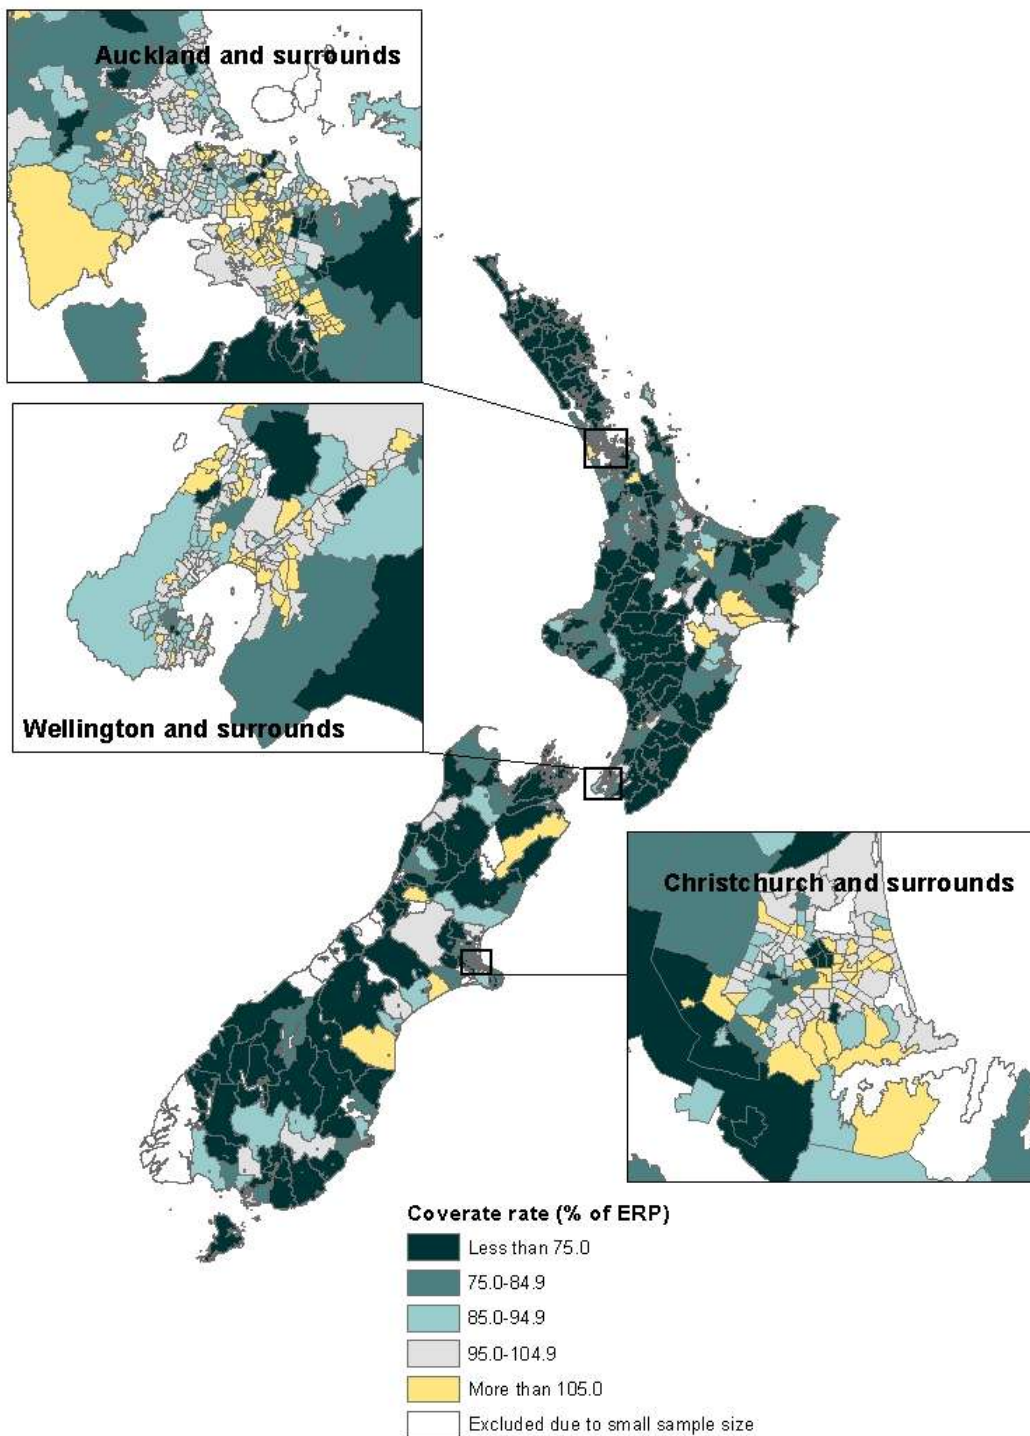 Auckland and surrounds
Wellington and surrounds
Christchurch and surrounds
Coverate rate (% of ERP)
Less than 75.0
75.0-84.9
85.0-94.9
95.0-104.9
More than 105.0
Excluded due to small sample size